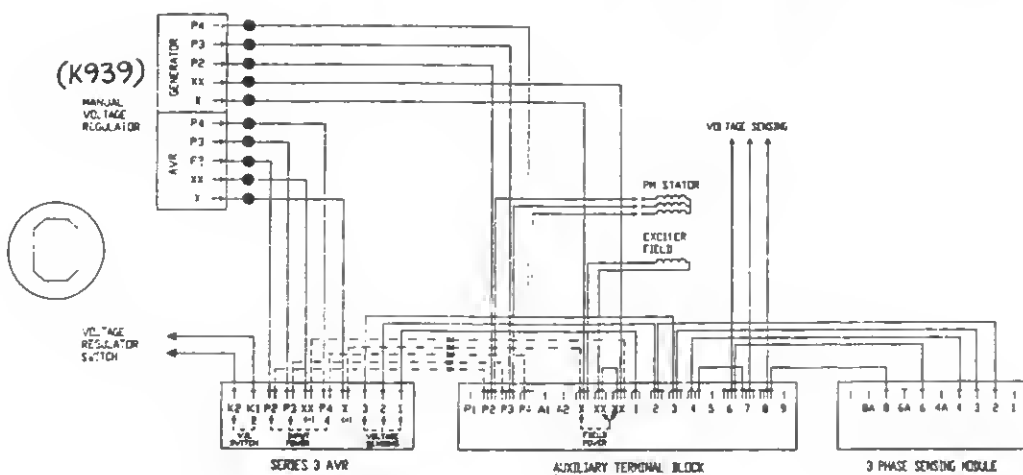 P4
P3
P2
XX
X
GENERATOR
(K939)
MANUAL
VOLTAGE
REGULATOR
P4
P3
XX
X
AVR
VOLTAGE SENSING
PM STATOR
EXCITER
FIELD
C
VOLTAGE
REGULATOR
SWITCH
K2 K1 P2 P3 XX P4 X 3 2 1
SWITCH
INPUT
POWER
VOLTAGE
SENSING
SERIES 3 AVR
P1 P2 P3 P4 A1 A2 X XX XX 1 2 3 4 5 6 7 8 9
FIELD
POWER
AUXILIARY TERMINAL BLOCK
8A 8 6A 6 4A 4 3 2 1
3 PHASE SENSING MODULE